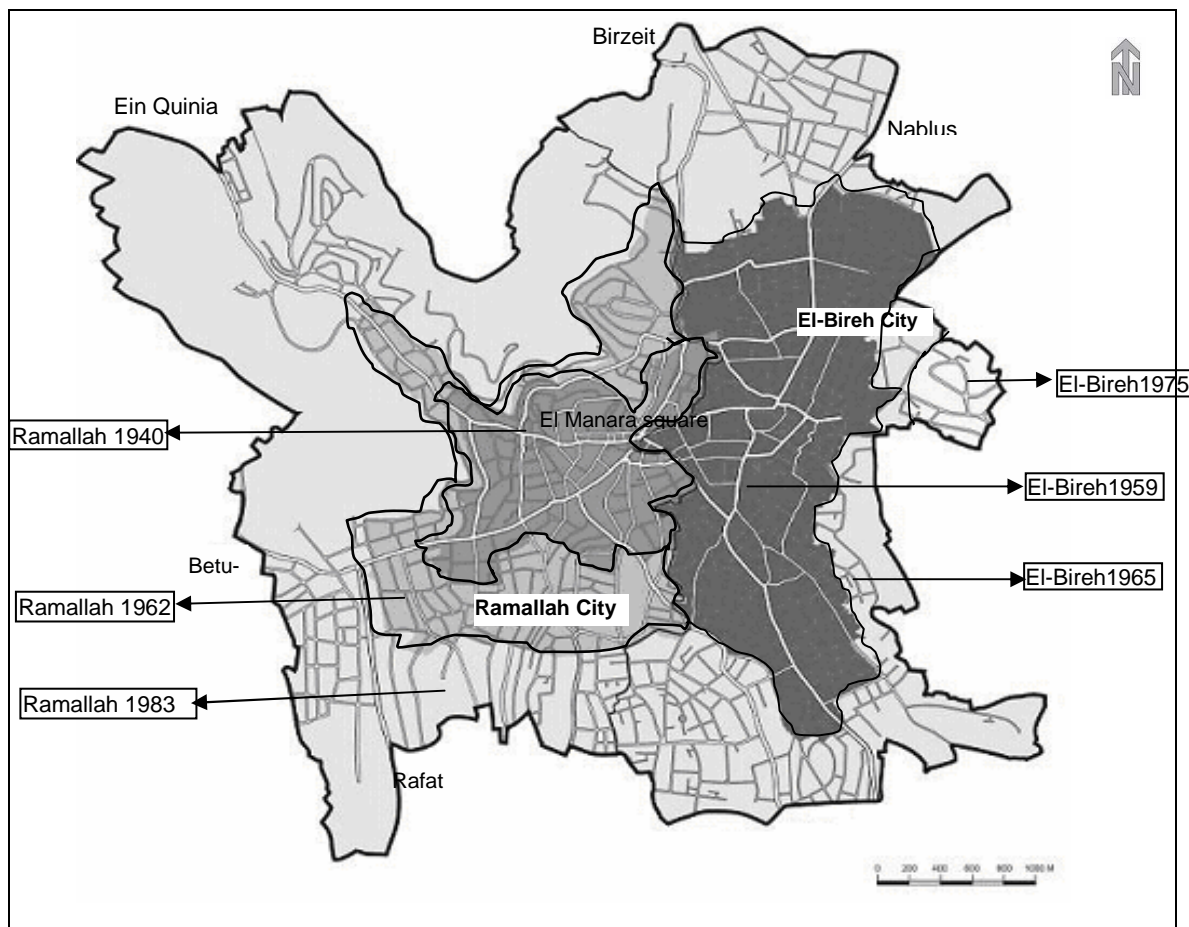 Birzeit
N
Ein Quinia
Nablus
El-Bireh City
El-Bireh1975
El Manara square
Ramallah 1940
El-Bireh1959
Betu-
El-Bireh1965
Ramallah 1962
Ramallah City
Ramallah 1983
Rafat
0 200 400 600 800 1000 M